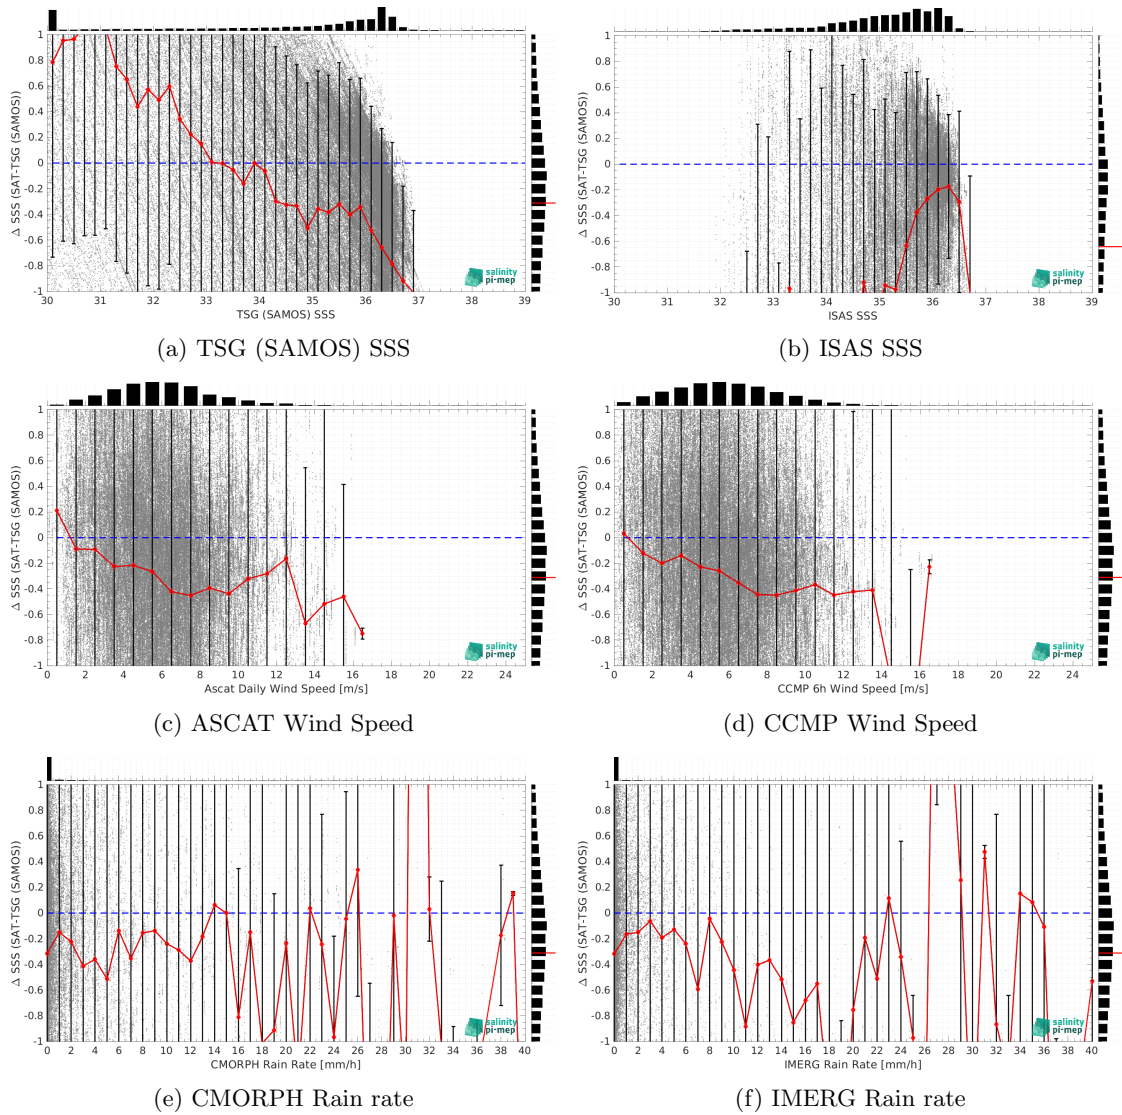 Δ SSS (SAT-TSG (SAMOS))
1
0.8
0.6
0.4
0.2
0
-0.2
-0.4
-0.6
-0.8
-1
30 31 32 33 34 35 36 37 38 39
TSG (SAMOS) SSS
salinity
pi-mep
(a) TSG (SAMOS) SSS
Δ SSS (SAT-TSG (SAMOS))
1
0.8
0.6
0.4
0.2
0
-0.2
-0.4
-0.6
-0.8
-1
30 31 32 33 34 35 36 37 38 39
ISAS SSS
salinity
pi-mep
(b) ISAS SSS
Δ SSS (SAT-TSG (SAMOS))
1
0.8
0.6
0.4
0.2
0
-0.2
-0.4
-0.6
-0.8
-1
0 2 4 6 8 10 12 14 16 18 20 22 24
Ascat Daily Wind Speed [m/s]
salinity
pi-mep
(c) ASCAT Wind Speed
Δ SSS (SAT-TSG (SAMOS))
1
0.8
0.6
0.4
0.2
0
-0.2
-0.4
-0.6
-0.8
-1
0 2 4 6 8 10 12 14 16 18 20 22 24
CCMP 6h Wind Speed [m/s]
salinity
pi-mep
(d) CCMP Wind Speed
Δ SSS (SAT-TSG (SAMOS))
1
0.8
0.6
0.4
0.2
0
-0.2
-0.4
-0.6
-0.8
-1
0 2 4 6 8 10 12 14 16 18 20 22 24 26 28 30 32 34 36 38 40
CMORPH Rain Rate [mm/h]
salinity
pi-mep
(e) CMORPH Rain rate
Δ SSS (SAT-TSG (SAMOS))
1
0.8
0.6
0.4
0.2
0
-0.2
-0.4
-0.6
-0.8
-1
0 2 4 6 8 10 12 14 16 18 20 22 24 26 28 30 32 34 36 38 40
IMERG Rain Rate [mm/h]
salinity
pi-mep
(f) IMERG Rain rate